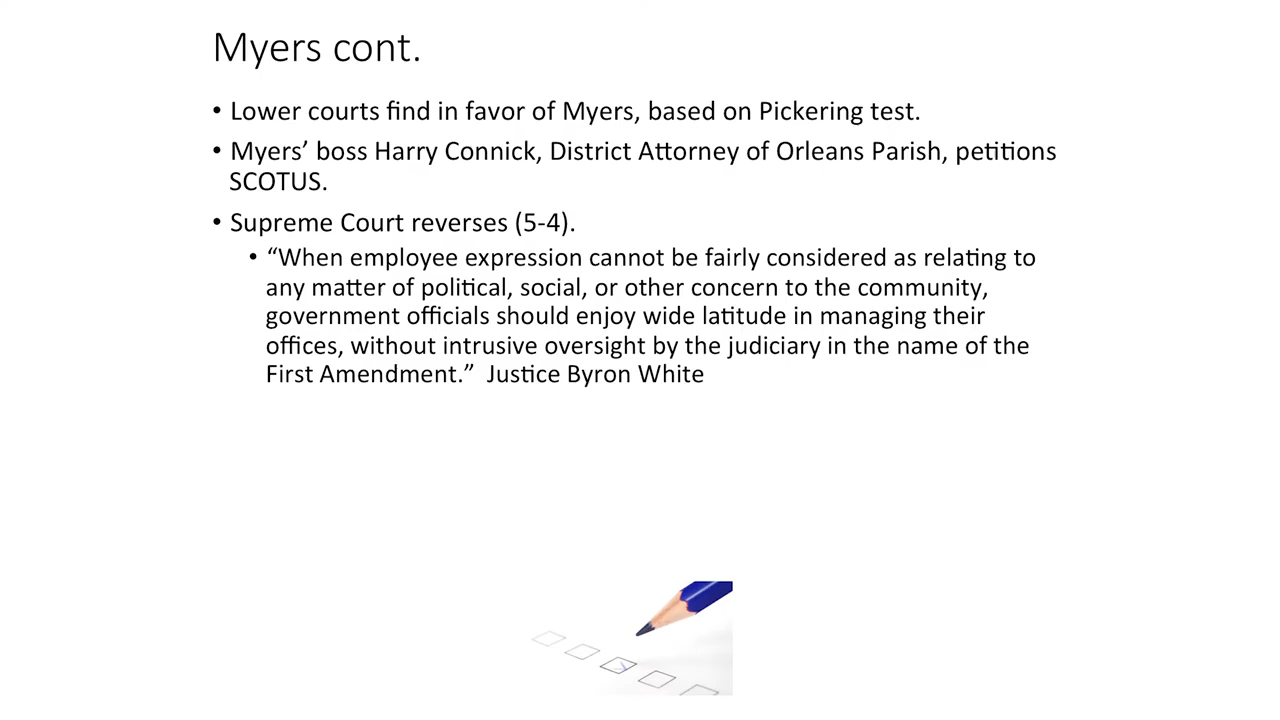 Myers cont.
• Lower courts find in favor of Myers, based on Pickering test.
• Myers’ boss Harry Connick, District Attorney of Orleans Parish, petitions
SCOTUS.
• Supreme Court reverses (5-4).
• “When employee expression cannot be fairly considered as relating to
any matter of political, social, or other concern to the community,
government officials should enjoy wide latitude in managing their
offices, without intrusive oversight by the judiciary in the name of the
First Amendment.”  Justice Byron White